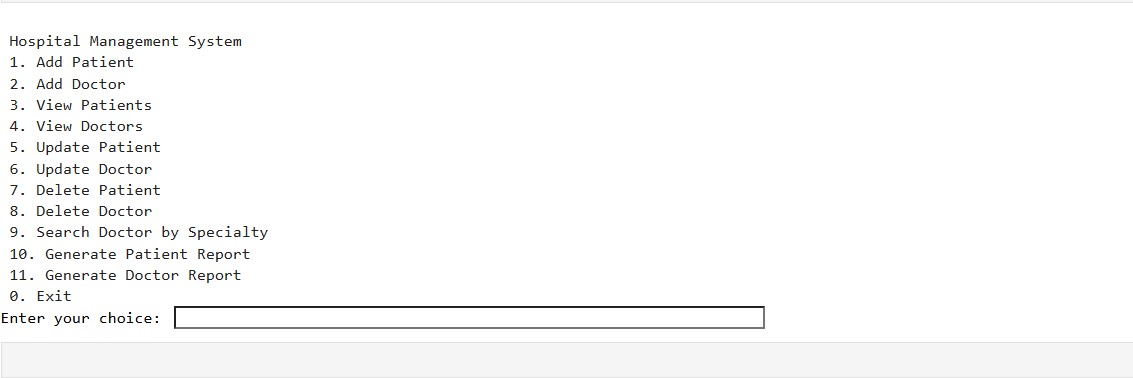 Hospital Management System
1. Add Patient
2. Add Doctor
3. View Patients
4. View Doctors
5. Update Patient
6. Update Doctor
7. Delete Patient
8. Delete Doctor
9. Search Doctor by Specialty
10. Generate Patient Report
11. Generate Doctor Report
0. Exit
Enter your choice: